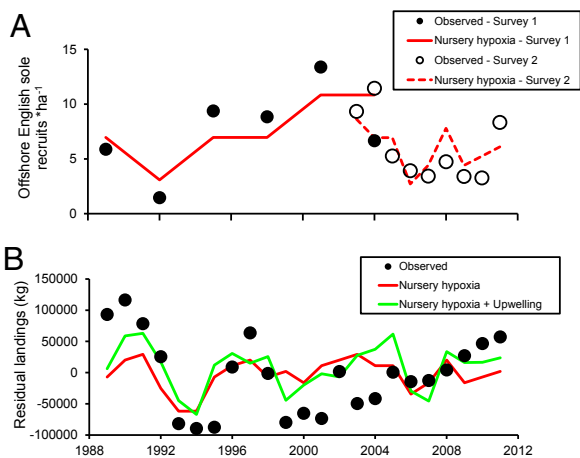 A
Offshore English sole
recruits *ha⁻¹
15
10
5
0
Observed - Survey 1
Nursery hypoxia - Survey 1
Observed - Survey 2
Nursery hypoxia - Survey 2
B
Residual landings (kg)
150000
100000
50000
0
-50000
-100000
Observed
Nursery hypoxia
Nursery hypoxia + Upwelling
1988 1992 1996 2000 2004 2008 2012